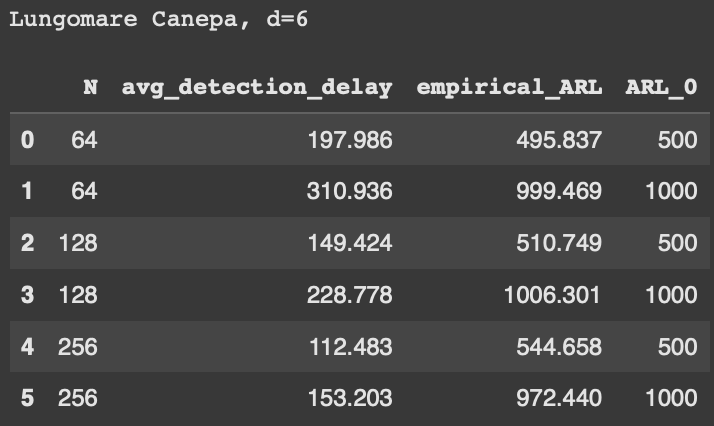 Lungomare Canepa, d=6
N avg_detection_delay empirical_ARL ARL_0
0 64 197.986 495.837 500
1 64 310.936 999.469 1000
2 128 149.424 510.749 500
3 128 228.778 1006.301 1000
4 256 112.483 544.658 500
5 256 153.203 972.440 1000